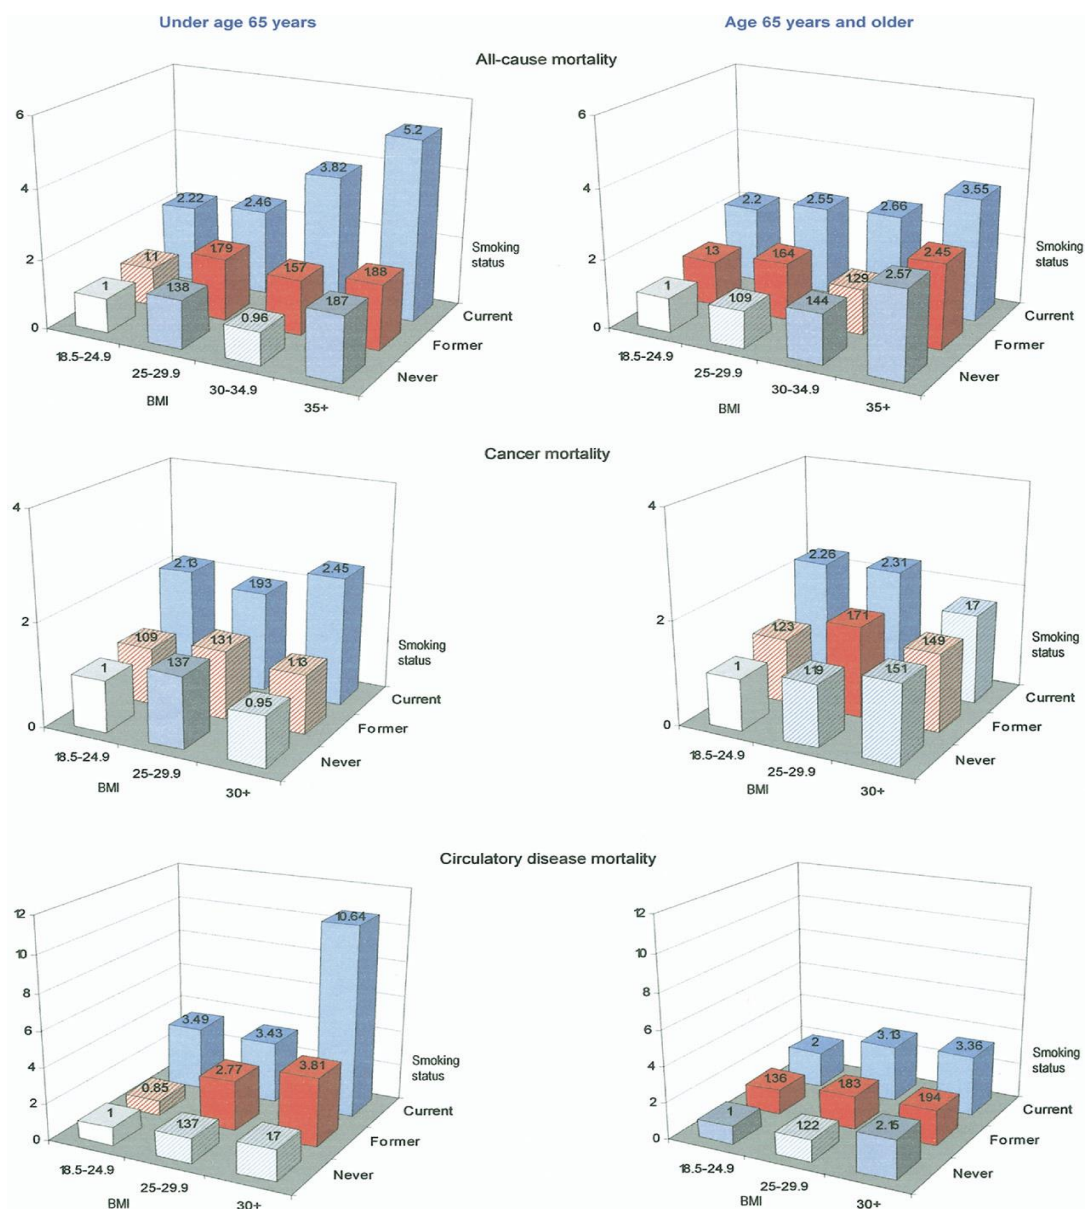 Under age 65 years
Age 65 years and older
All-cause mortality
6
4
2
0
2.22
2.46
3.82
5.2
1.1
1.79
1.57
1.88
1
1.38
0.96
1.87
Smoking
status
Current
Former
Never
18.5-24.9
25-29.9
30-34.9
35+
BMI
6
4
2
0
2.2
2.55
2.66
3.55
1.3
1.64
1.29
2.45
1
1.09
1.44
2.57
Smoking
status
Current
Former
Never
18.5-24.9
25-29.9
30-34.9
35+
BMI
Cancer mortality
4
2
0
2.13
1.93
2.45
1.09
1.31
1.13
1
1.37
0.95
Smoking
status
Current
Former
Never
18.5-24.9
25-29.9
30+
BMI
4
2
0
2.26
2.31
1.7
1.23
1.71
1.49
1
1.19
1.51
Smoking
status
Current
Former
Never
18.5-24.9
25-29.9
30+
BMI
Circulatory disease mortality
12
10
8
6
4
2
0
3.49
3.43
10.64
0.85
2.77
3.81
1
1.37
1.7
Smoking
status
Current
Former
Never
18.5-24.9
25-29.9
30+
BMI
12
10
8
6
4
2
0
2
3.13
3.36
1.36
1.83
1.94
1
1.22
2.15
Smoking
status
Current
Former
Never
18.5-24.9
25-29.9
30+
BMI